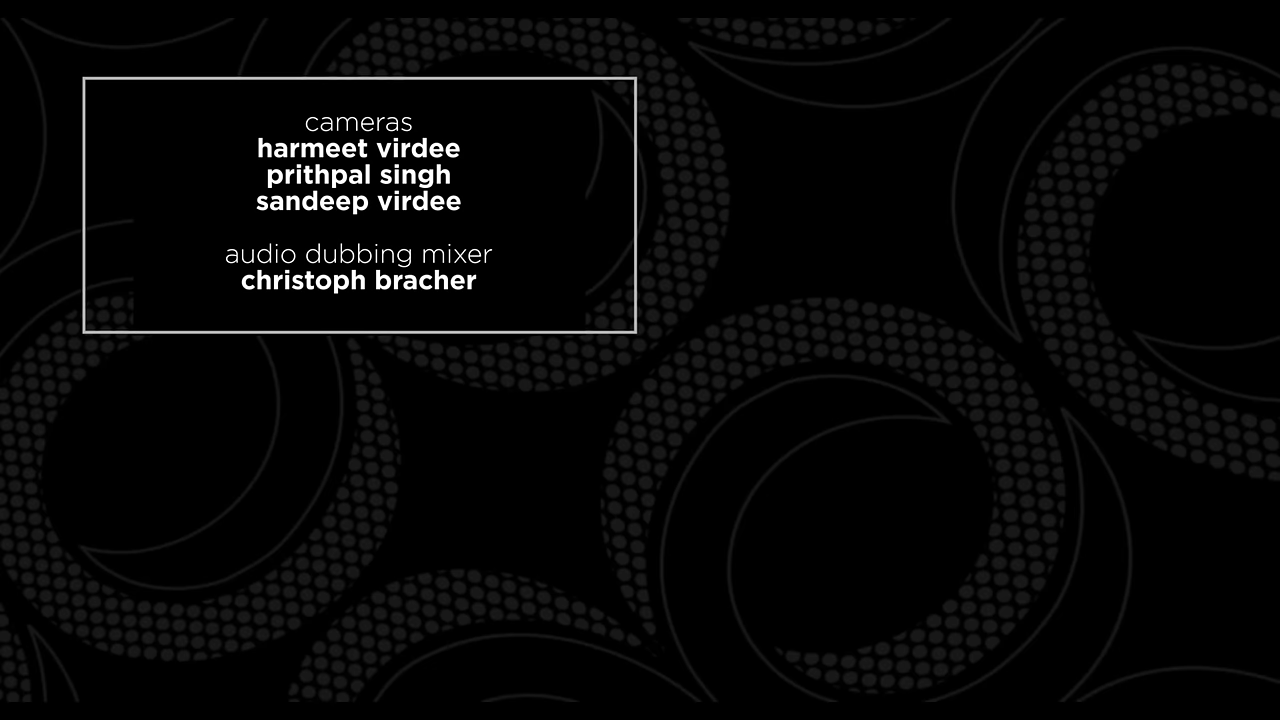 cameras
harmeet virdee
prithpal singh
sandeep virdee
audio dubbing mixer
christoph bracher